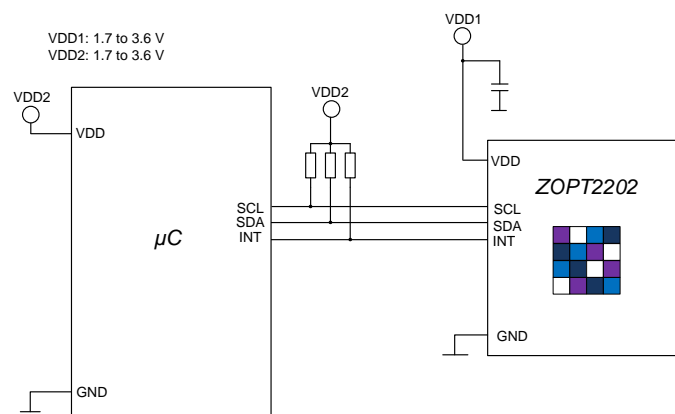 VDD1
VDD1: 1.7 to 3.6 V
VDD2: 1.7 to 3.6 V
VDD2
VDD2
VDD
VDD
ZOPT2202
µC
SCL
SDA
INT
SCL
SDA
INT
GND
GND